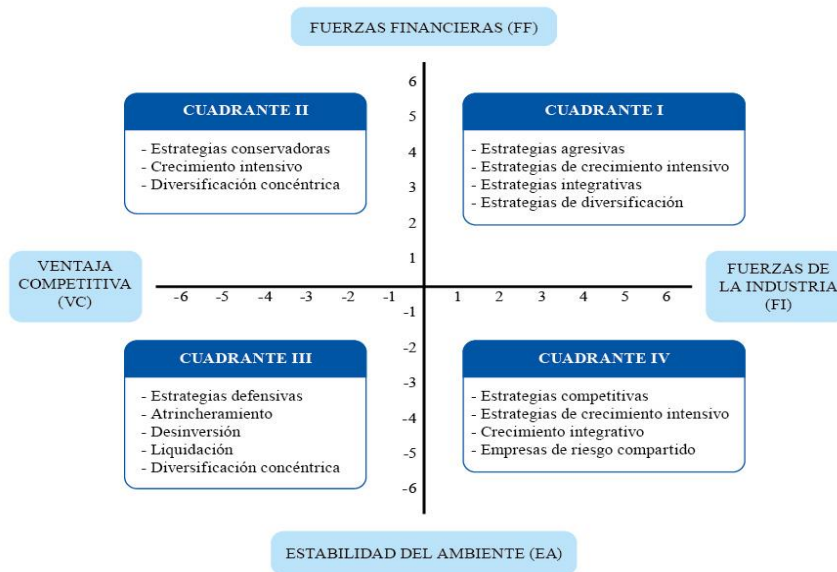 FUERZAS FINANCIERAS (FF)
6
5
4
3
2
1
CUADRANTE II
- Estrategias conservadoras
- Crecimiento intensivo
- Diversificación concéntrica
CUADRANTE I
- Estrategias agresivas
- Estrategias de crecimiento intensivo
- Estrategias integrativas
- Estrategias de diversificación
VENTAJA
COMPETITIVA
(VC)
-6 -5 -4 -3 -2 -1 1 2 3 4 5 6
FUERZAS DE
LA INDUSTRIA
(FI)
-1
-2
-3
-4
-5
-6
CUADRANTE III
- Estrategias defensivas
- Atrincheramiento
- Desinversión
- Liquidación
- Diversificación concéntrica
CUADRANTE IV
- Estrategias competitivas
- Estrategias de crecimiento intensivo
- Crecimiento integrativo
- Empresas de riesgo compartido
ESTABILIDAD DEL AMBIENTE (EA)